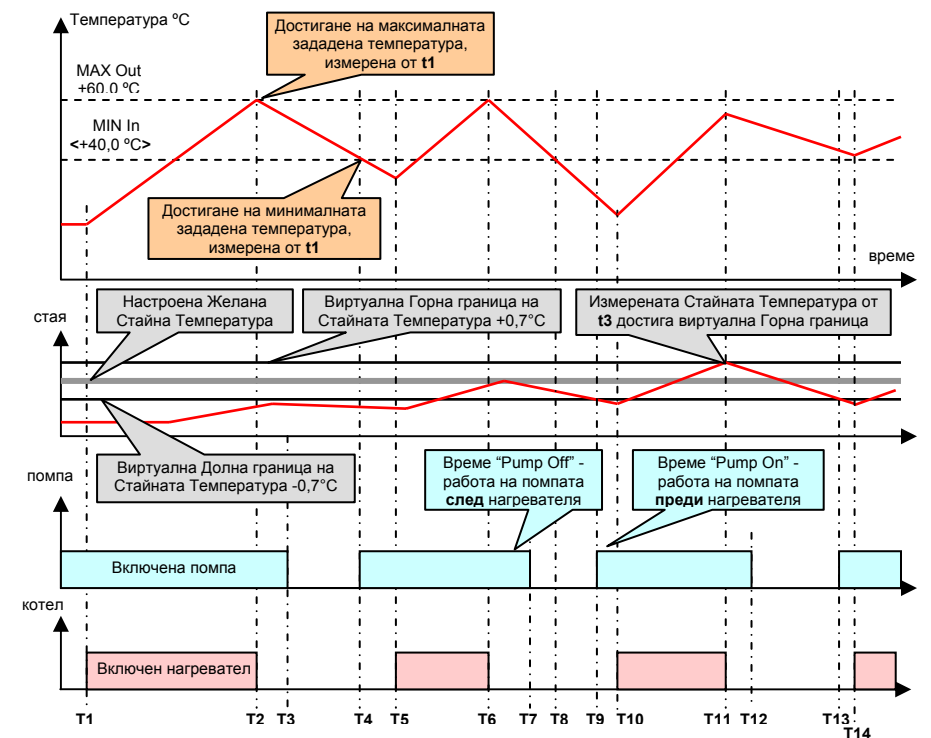 Температура ºС
Достигане на максималната
зададена температура,
измерена от t1
MAX Out
+60.0 ºC
MIN In
<+40,0 ºC>
Достигане на минималната
зададена температура,
измерена от t1
време
стая
Настроена Желана
Стайна Температура
Виртуална Горна граница на
Стайната Температура +0,7°C
Измерената Стайната Температура от
t3 достига виртуална Горна граница
Виртуална Долна граница на
Стайната Температура -0,7°C
помпа
Време “Pump Off” -
работа на помпата
след нагревателя
Време “Pump On” -
работа на помпата
преди нагревателя
Включена помпа
котел
Включен нагревател
T1 T2 T3 T4 T5 T6 T7 T8 T9 T10 T11 T12 T13
T14